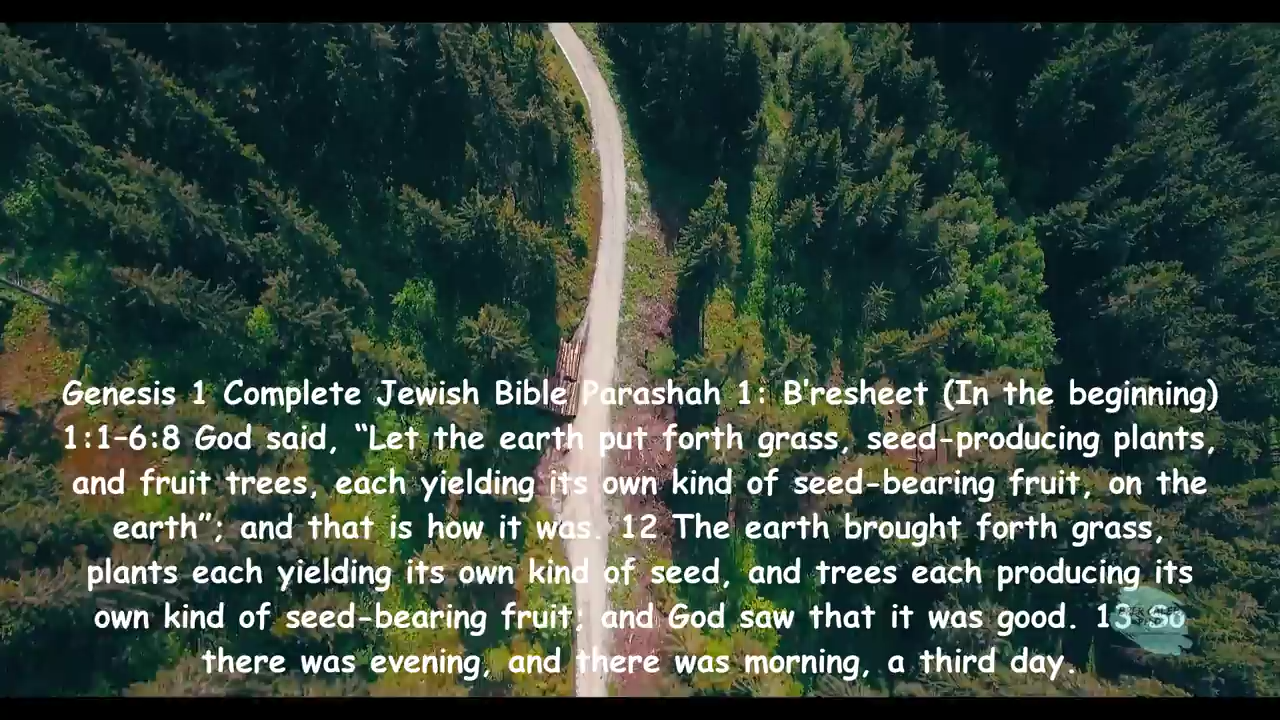 Genesis 1 Complete Jewish Bible Parashah 1: B'resheet (In the beginning)
1:1–6:8 God said, “Let the earth put forth grass, seed-producing plants,
and fruit trees, each yielding its own kind of seed-bearing fruit, on the
earth”; and that is how it was. 12 The earth brought forth grass,
plants each yielding its own kind of seed, and trees each producing its
own kind of seed-bearing fruit; and God saw that it was good. 13 So
there was evening, and there was morning, a third day.